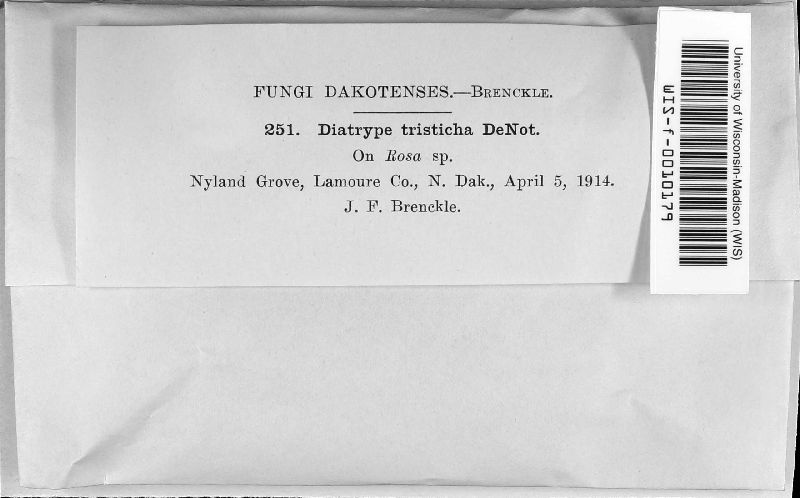 FUNGI DAKOTENSES.—BRENCKLE.
251. Diatrype tristicha DeNot.
On Rosa sp.
Nyland Grove, Lamoure Co., N. Dak., April 5, 1914.
J. F. Brenckle.
University of Wisconsin-Madison (WIS)
WIS-f-0010179